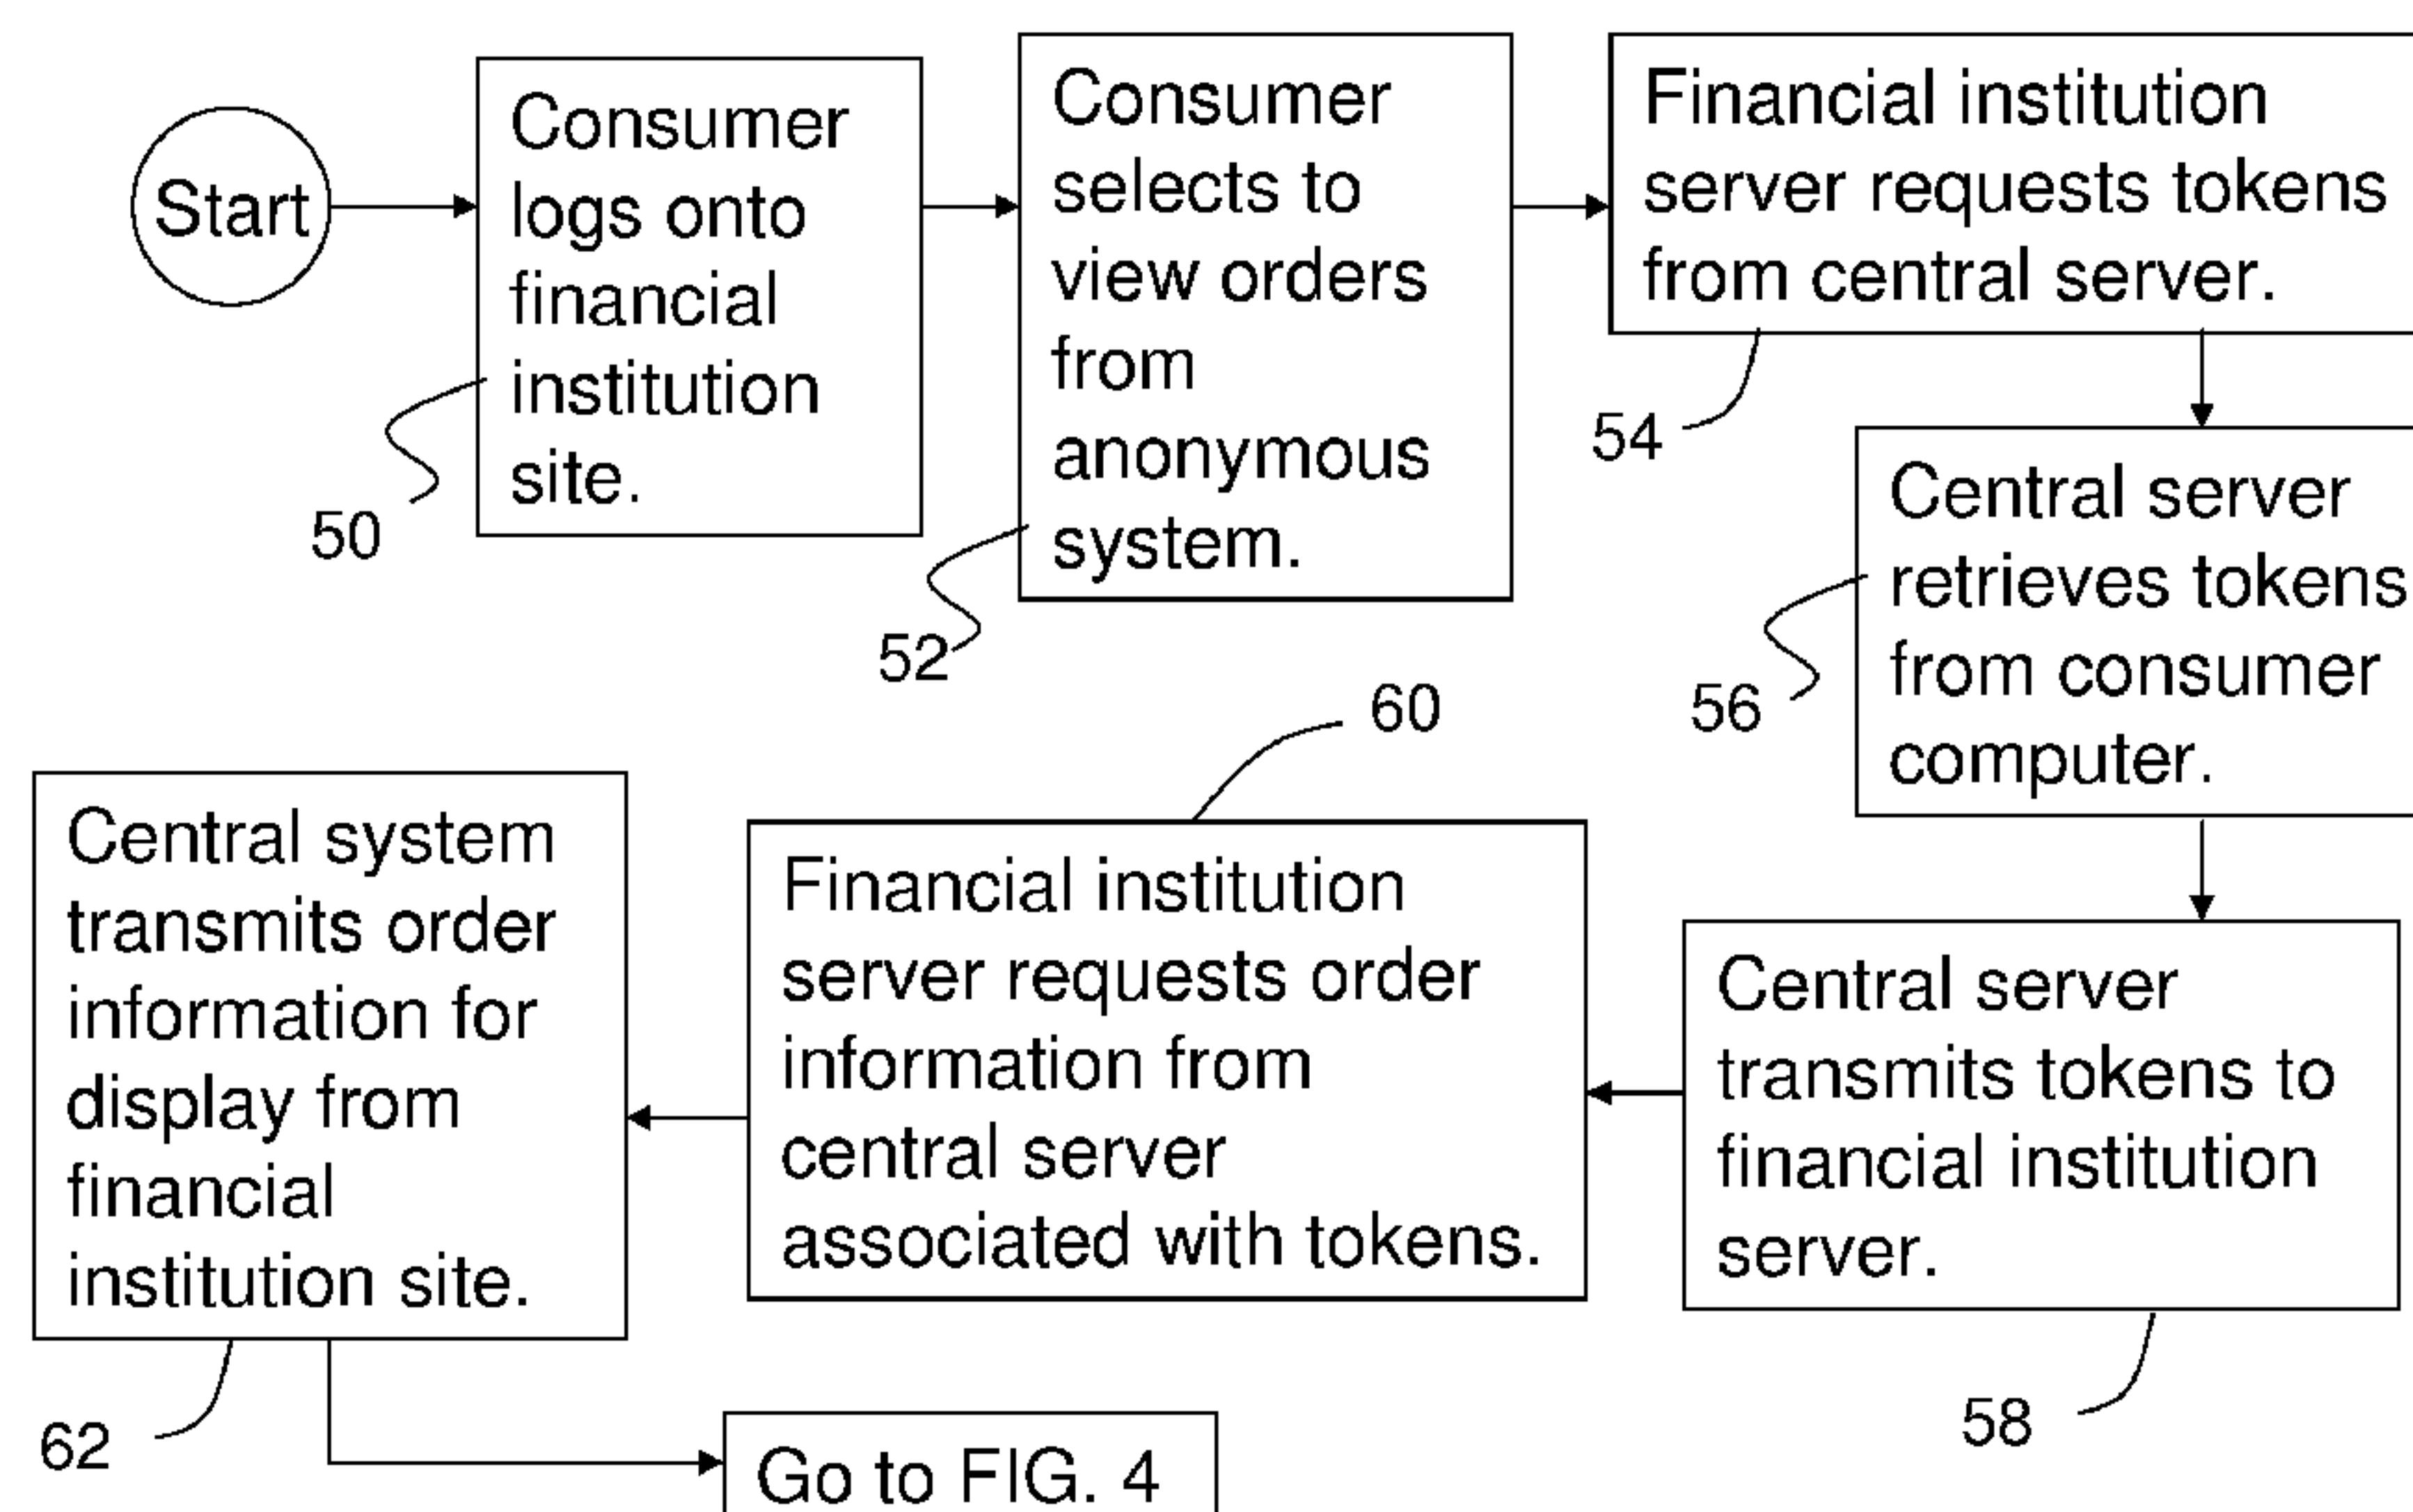 Start
Consumer
logs onto
financial
institution
site.
50
Consumer
selects to
view orders
from
anonymous
system.
52
Financial institution
server requests tokens
from central server.
54
Central server
retrieves tokens
from consumer
computer.
56
Central server
transmits tokens to
financial institution
server.
58
60
Financial institution
server requests order
information from
central server
associated with tokens.
Central system
transmits order
information for
display from
financial
institution site.
62
Go to FIG. 4